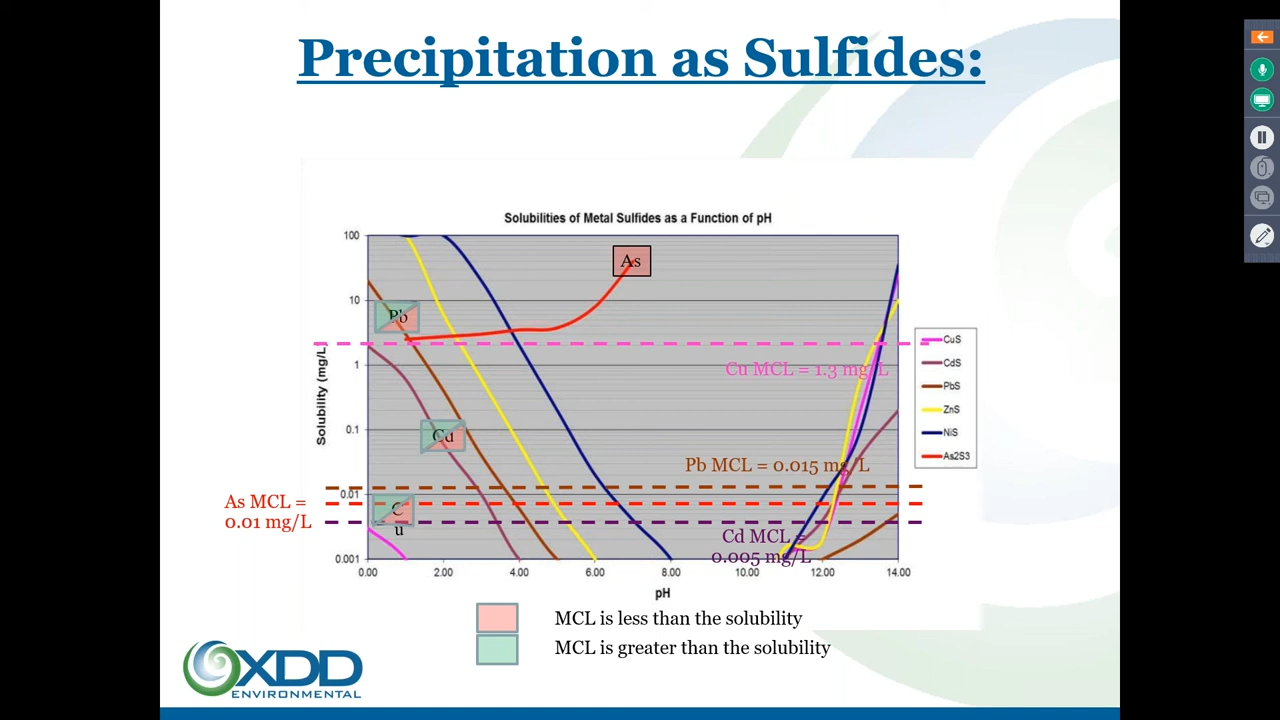 Precipitation as Sulfides:
Solubilities of Metal Sulfides as a Function of pH
100
10
1
0.1
0.01
0.001
Solubility (mg/L)
As
Pb
Cd
C
u
Cu MCL = 1.3 mg/L
Pb MCL = 0.015 mg/L
As MCL =
0.01 mg/L
Cd MCL =
0.005 mg/L
0.00 2.00 4.00 6.00 8.00 10.00 12.00 14.00
pH
CuS
CdS
PbS
ZnS
NiS
As2S3
MCL is less than the solubility
MCL is greater than the solubility
XDD
ENVIRONMENTAL